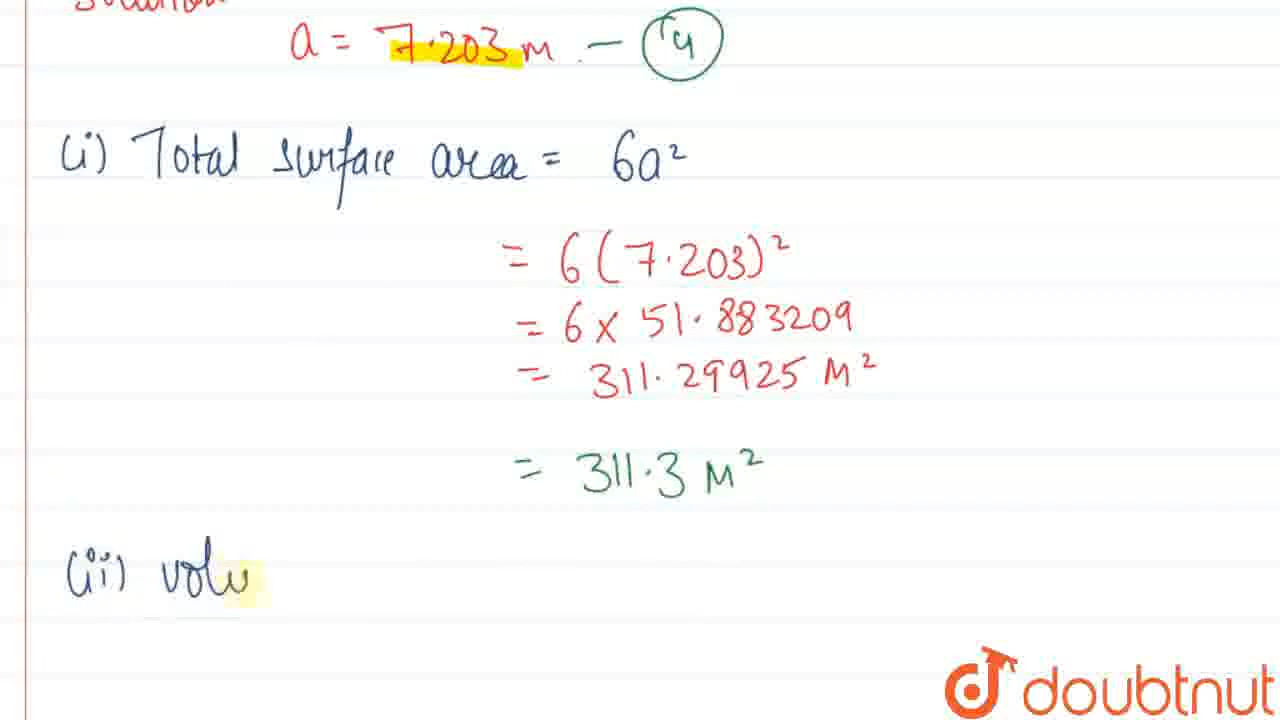 a = 7.203 m - 4
(i) Total surface area = 6a²
= 6(7.203)²
= 6 x 51.883209
= 311.29925 M²
= 311.3 M²
(ii) volu
doubtnut